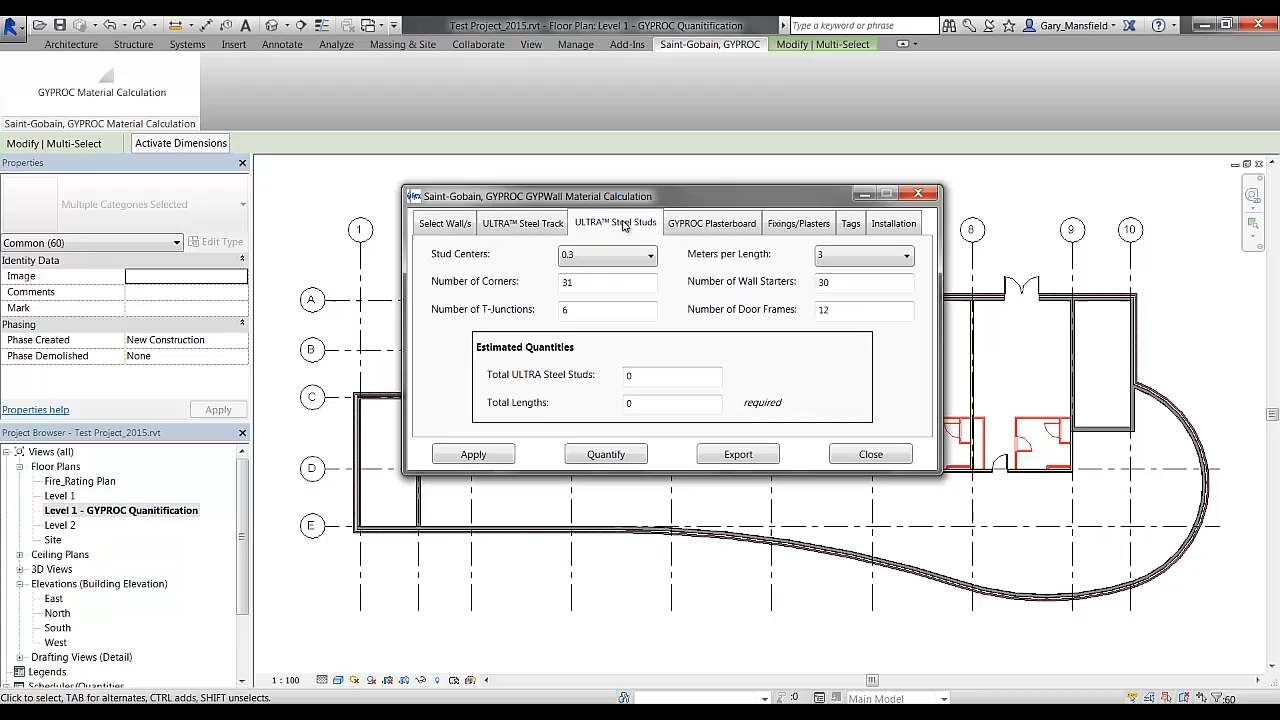 Test Project_2015.rvt - Floor Plan: Level 1 - GYPROC Quanitification
Type a keyword or phrase
Gary_Mansfield
Architecture Structure Systems Insert Annotate Analyze Massing & Site Collaborate View Manage Add-Ins Saint-Gobain, GYPROC Modify | Multi-Select
GYPROC Material Calculation
Saint-Gobain, GYPROC Material Calculation
Modify | Multi-Select Activate Dimensions
Properties
Multiple Categories Selected...
Common (60) Edit Type
Identity Data
Image
Comments
Mark
Phasing
Phase Created New Construction
Phase Demolished None
Properties help Apply
Project Browser - Test Project_2015.rvt
Views (all)
Floor Plans
Fire_Rating Plan
Level 1
Level 1 - GYPROC Quanitification
Level 2
Site
Ceiling Plans
3D Views
Elevations (Building Elevation)
East
North
South
West
Drafting Views (Detail)
Legends
Schedules/Quantities
1 8 9 10
A
B
C
D
E
Saint-Gobain, GYPROC GYPWall Material Calculation
Select Wall/s ULTRA™ Steel Track ULTRA™ Steel Studs GYPROC Plasterboard Fixings/Plasters Tags Installation
Stud Centers: 0.3 Meters per Length: 3
Number of Corners: 31 Number of Wall Starters: 30
Number of T-Junctions: 6 Number of Door Frames: 12
Estimated Quantities
Total ULTRA Steel Studs: 0
Total Lengths: 0 required
Apply Quantify Export Close
1 : 100
Click to select, TAB for alternates, CTRL adds, SHIFT unselects.
:0
Main Model
:60